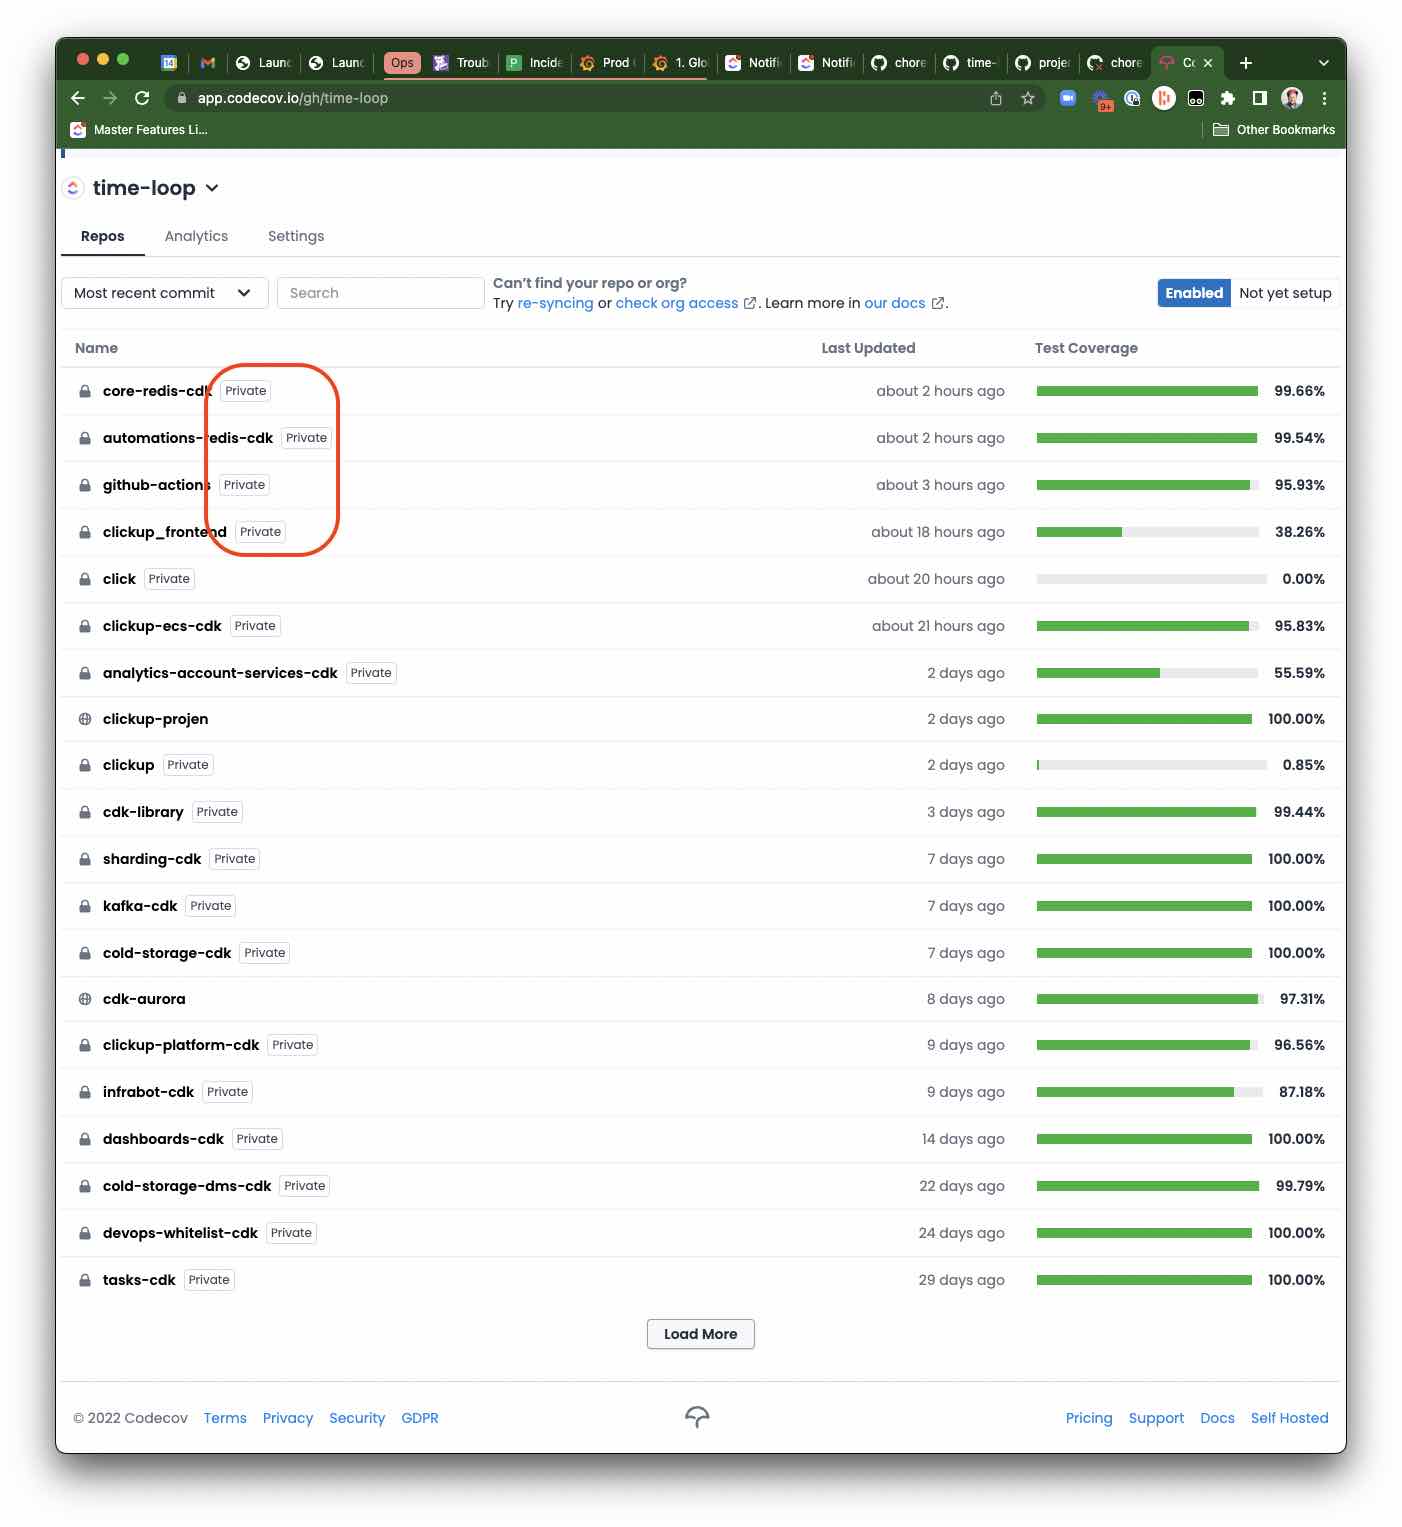 Launc
Launc
Ops
Troub
Incide
Prod
1. Glo
Notifi
Notifi
chore
time-
projer
chore
Co
app.codecov.io/gh/time-loop
9+
Master Features Li...
Other Bookmarks
time-loop
Repos Analytics Settings
Most recent commit
Search
Can't find your repo or org?
Try re-syncing or check org access. Learn more in our docs.
Enabled Not yet setup
Name Last Updated Test Coverage
core-redis-cdk Private about 2 hours ago 99.66%
automations-redis-cdk Private about 2 hours ago 99.54%
github-actions Private about 3 hours ago 95.93%
clickup_frontend Private about 18 hours ago 38.26%
click Private about 20 hours ago 0.00%
clickup-ecs-cdk Private about 21 hours ago 95.83%
analytics-account-services-cdk Private 2 days ago 55.59%
clickup-projen 2 days ago 100.00%
clickup Private 2 days ago 0.85%
cdk-library Private 3 days ago 99.44%
sharding-cdk Private 7 days ago 100.00%
kafka-cdk Private 7 days ago 100.00%
cold-storage-cdk Private 7 days ago 100.00%
cdk-aurora 8 days ago 97.31%
clickup-platform-cdk Private 9 days ago 96.56%
infrabot-cdk Private 9 days ago 87.18%
dashboards-cdk Private 14 days ago 100.00%
cold-storage-dms-cdk Private 22 days ago 99.79%
devops-whitelist-cdk Private 24 days ago 100.00%
tasks-cdk Private 29 days ago 100.00%
Load More
© 2022 Codecov Terms Privacy Security GDPR
Pricing Support Docs Self Hosted